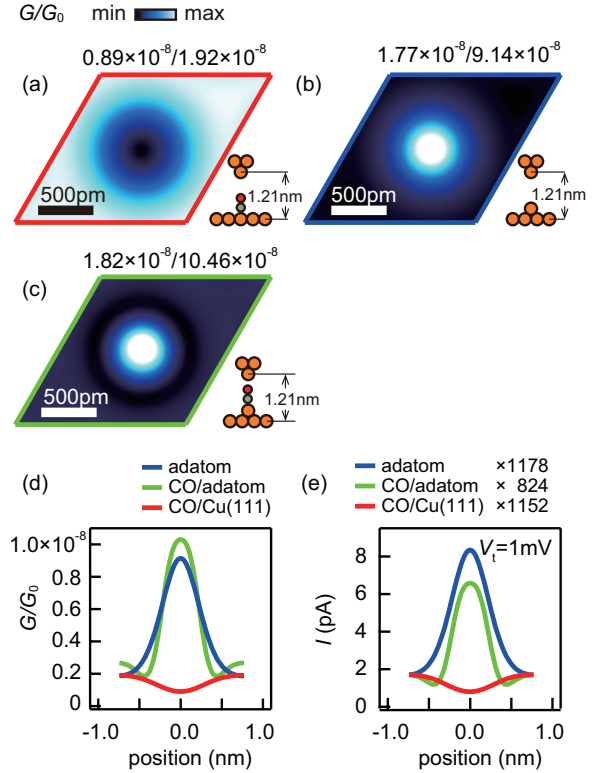 G/G₀ min max
0.89×10⁻⁸/1.92×10⁻⁸
(a)
500pm
1.21nm
1.77×10⁻⁸/9.14×10⁻⁸
(b)
500pm
1.21nm
1.82×10⁻⁸/10.46×10⁻⁸
(c)
500pm
1.21nm
(d)
adatom
CO/adatom
CO/Cu(111)
1.0×10⁻⁸
0.8
0.6
0.4
0.2
0
G/G₀
-1.0 0.0 1.0
position (nm)
(e)
adatom ×1178
CO/adatom × 824
CO/Cu(111) ×1152
Vₜ=1mV
8
6
4
2
0
I (pA)
-1.0 0.0 1.0
position (nm)